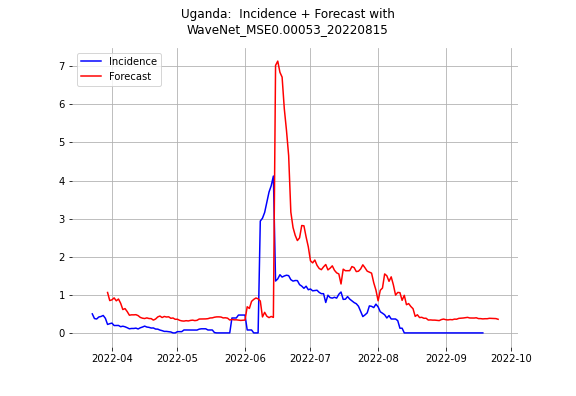 Uganda:  Incidence + Forecast with
WaveNet_MSE0.00053_20220815
Incidence
Forecast
7
6
5
4
3
2
1
0
2022-04 2022-05 2022-06 2022-07 2022-08 2022-09 2022-10